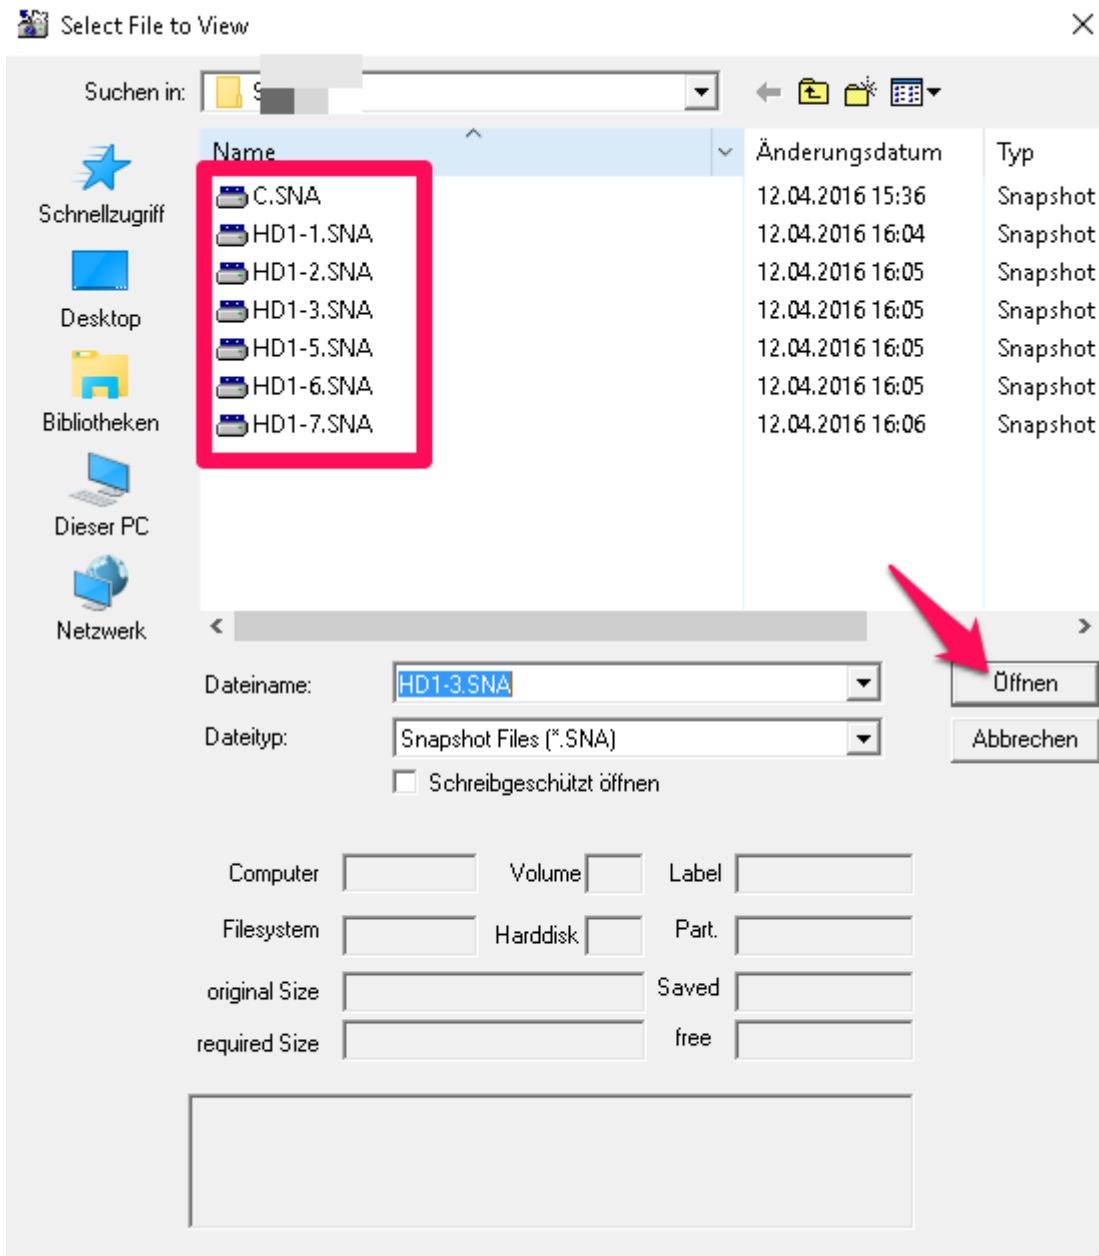 Select File to View
Suchen in:
Name Änderungsdatum Typ
C.SNA 12.04.2016 15:36 Snapshot
HD1-1.SNA 12.04.2016 16:04 Snapshot
HD1-2.SNA 12.04.2016 16:05 Snapshot
HD1-3.SNA 12.04.2016 16:05 Snapshot
HD1-5.SNA 12.04.2016 16:05 Snapshot
HD1-6.SNA 12.04.2016 16:05 Snapshot
HD1-7.SNA 12.04.2016 16:06 Snapshot
Schnellzugriff
Desktop
Bibliotheken
Dieser PC
Netzwerk
Dateiname: HD1-3.SNA Öffnen
Dateityp: Snapshot Files (*.SNA) Abbrechen
Schreibgeschützt öffnen
Computer Volume Label
Filesystem Harddisk Part.
original Size Saved
required Size free